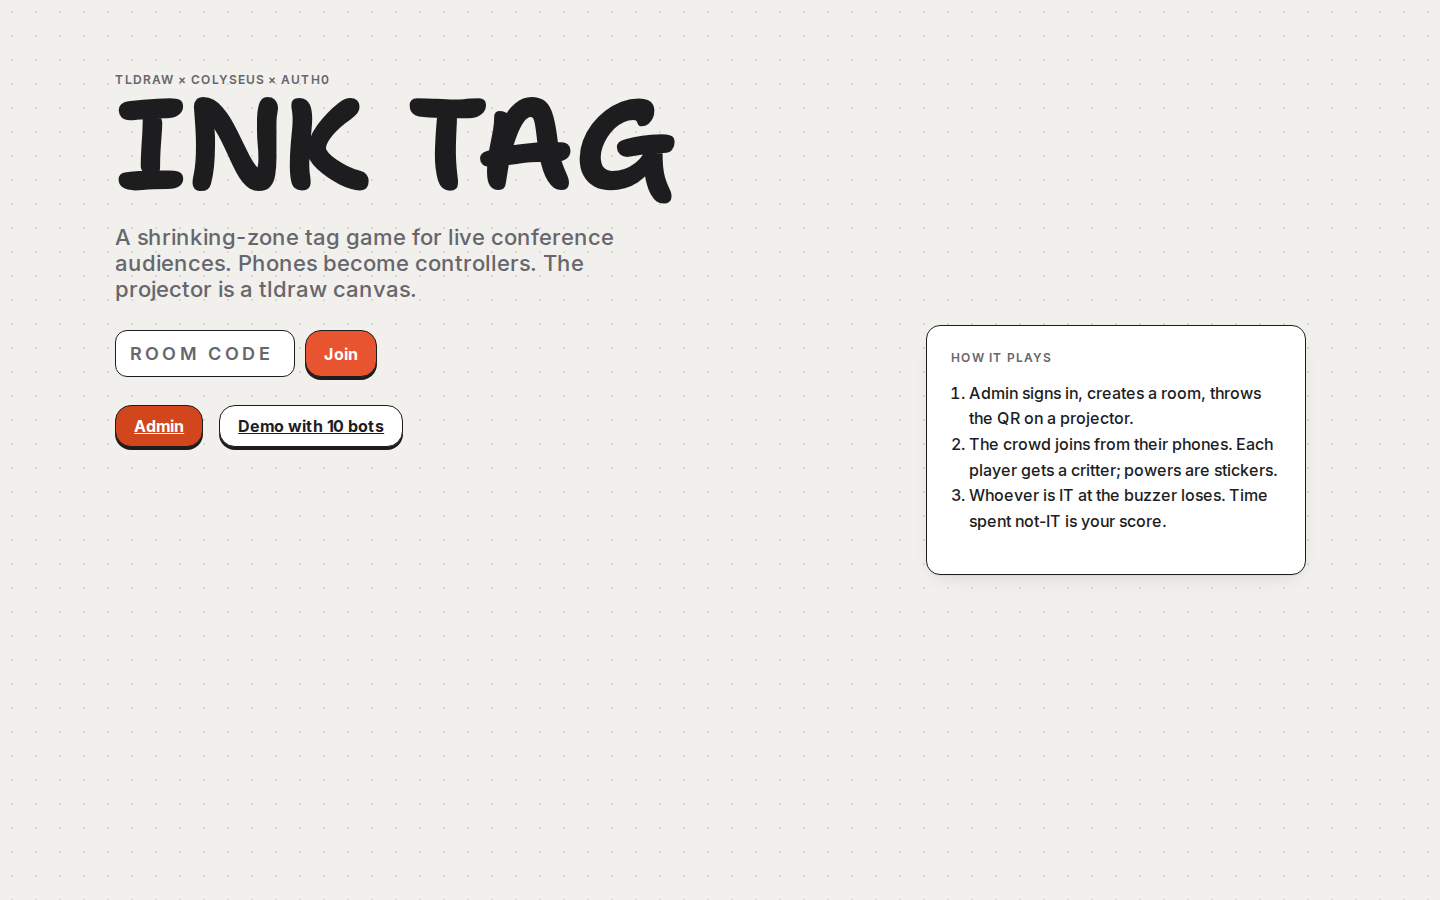 TLDRAW × COLYSEUS × AUTH0
INK TAG
A shrinking-zone tag game for live conference
audiences. Phones become controllers. The
projector is a tldraw canvas.
ROOM CODE
Join
Admin
Demo with 10 bots
HOW IT PLAYS
1. Admin signs in, creates a room, throws
the QR on a projector.
2. The crowd joins from their phones. Each
player gets a critter; powers are stickers.
3. Whoever is IT at the buzzer loses. Time
spent not-IT is your score.